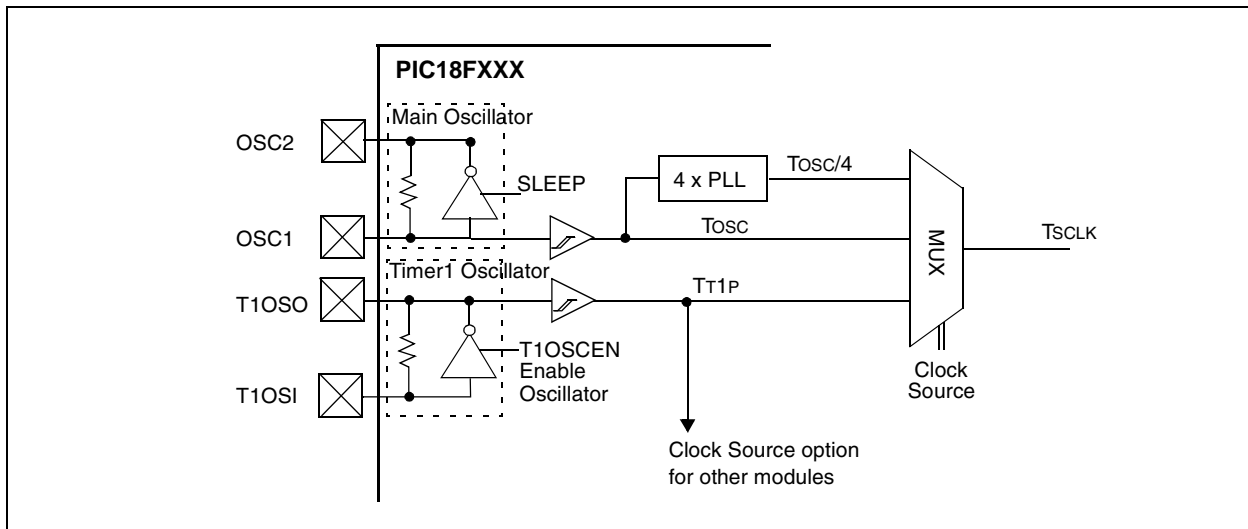 PIC18FXXX
Main Oscillator
OSC2
SLEEP
4 x PLL
TOSC/4
OSC1
TOSC
MUX
TSCLK
Timer1 Oscillator
T1OSO
TT1P
T1OSCEN
Enable
Oscillator
T1OSI
Clock
Source
Clock Source option
for other modules